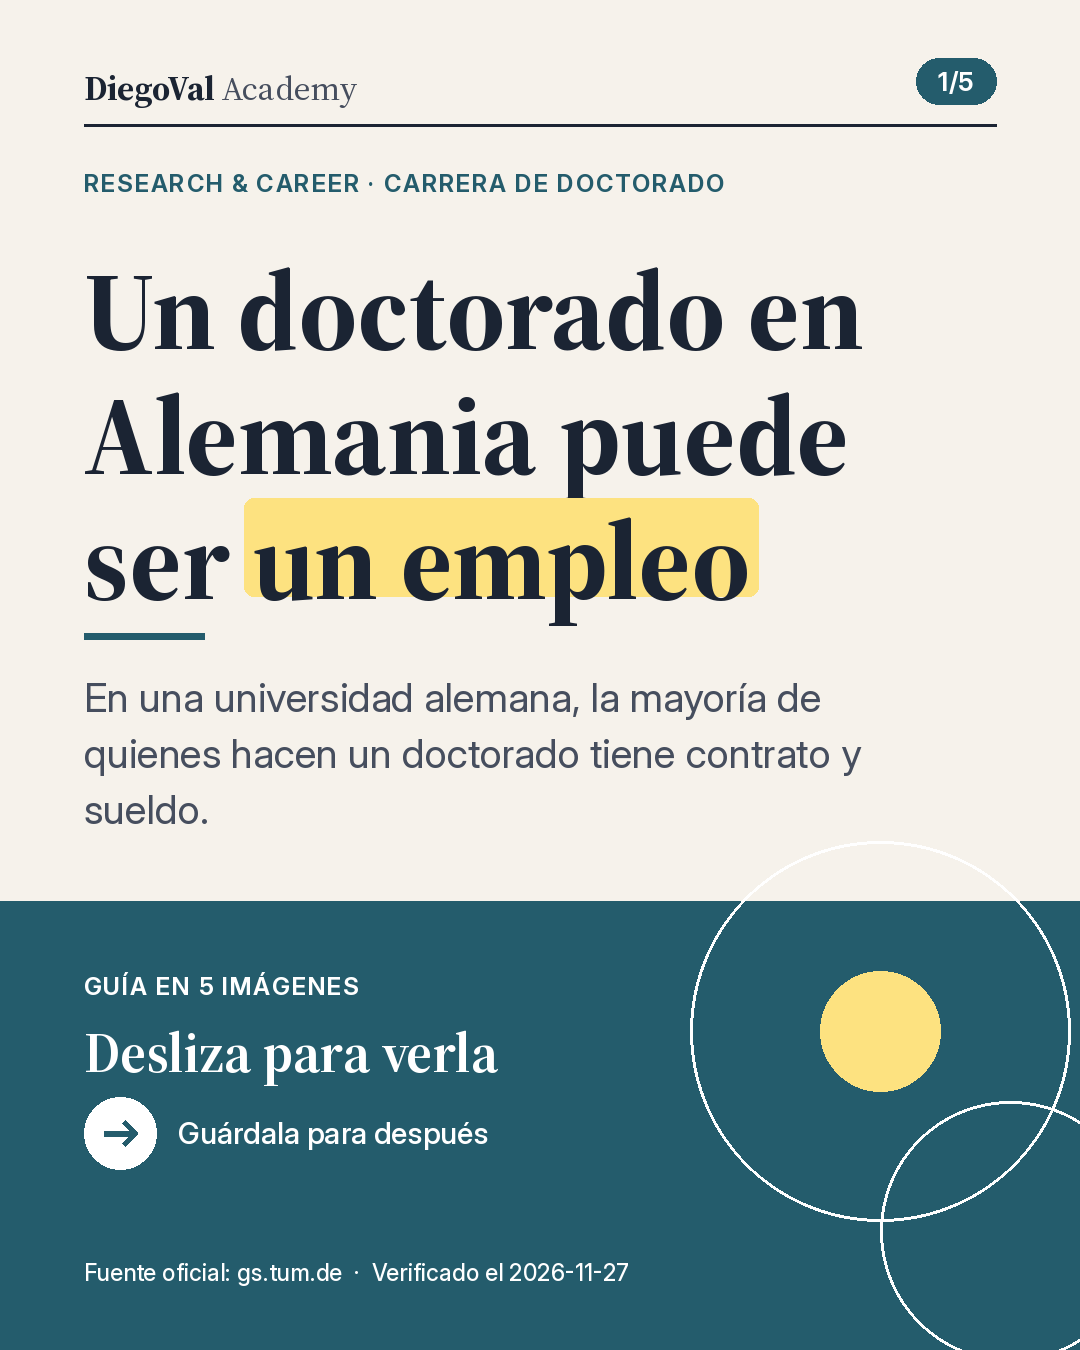 DiegoVal Academy
1/5
RESEARCH & CAREER · CARRERA DE DOCTORADO
Un doctorado en
Alemania puede
ser un empleo
En una universidad alemana, la mayoría de
quienes hacen un doctorado tiene contrato y
sueldo.
GUÍA EN 5 IMÁGENES
Desliza para verla
Guárdala para después
Fuente oficial: gs.tum.de · Verificado el 2026-11-27